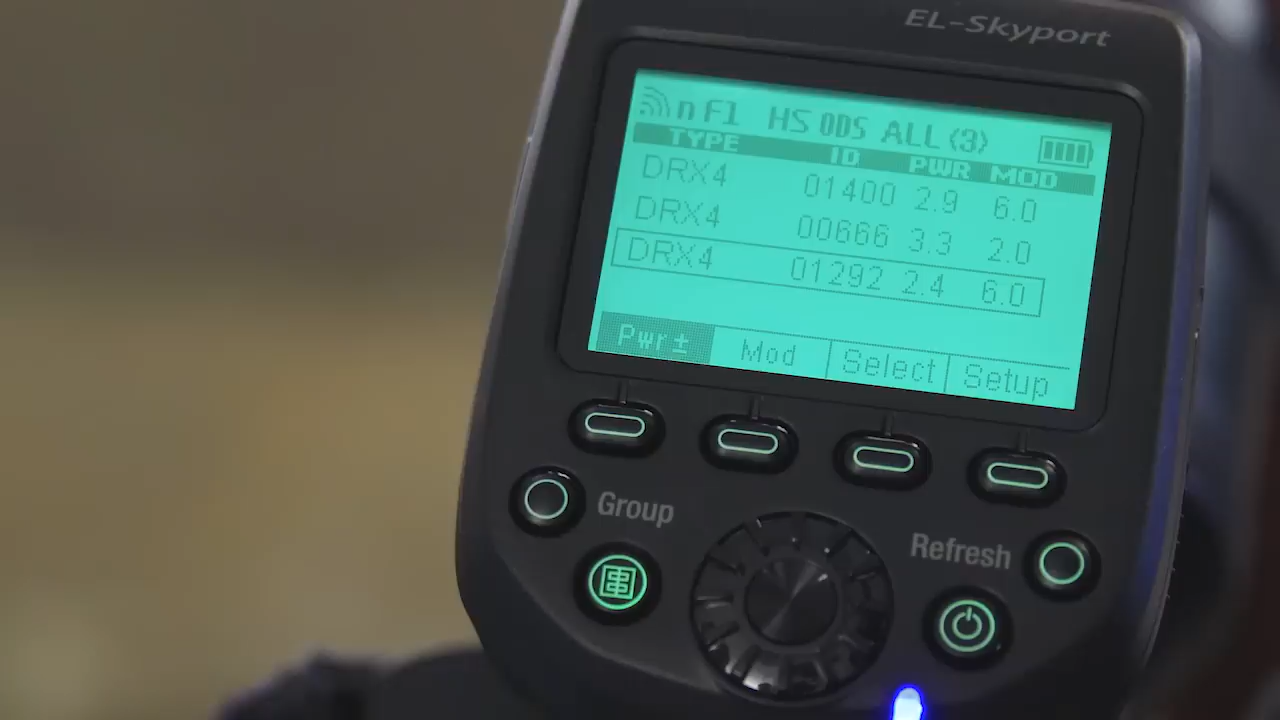 EL-Skyport
n F1 HS ODS ALL (3)
TYPE ID PWR MOD
DRX4 01400 2.9 6.0
DRX4 00666 3.3 2.0
DRX4 01292 2.4 6.0
Pwr± Mod Select Setup
Group
Refresh